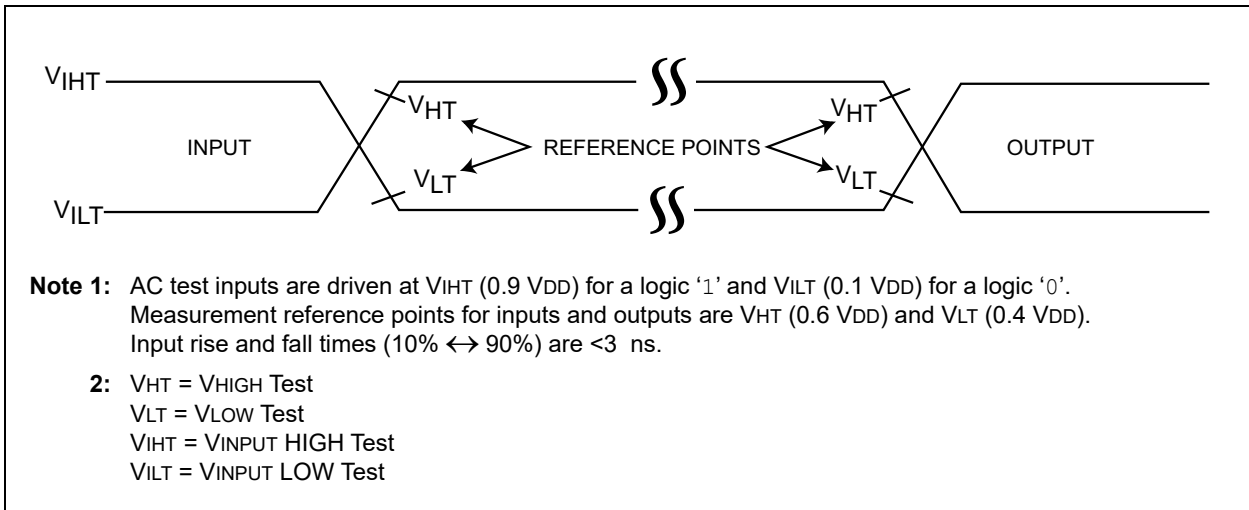 VIHT
VHT
VHT
INPUT
REFERENCE POINTS
OUTPUT
VLT
VLT
VILT
Note 1: AC test inputs are driven at VIHT (0.9 VDD) for a logic ‘1’ and VILT (0.1 VDD) for a logic ‘0’.
Measurement reference points for inputs and outputs are VHT (0.6 VDD) and VLT (0.4 VDD).
Input rise and fall times (10% ↔ 90%) are <3 ns.
2: VHT = VHIGH Test
VLT = VLOW Test
VIHT = VINPUT HIGH Test
VILT = VINPUT LOW Test